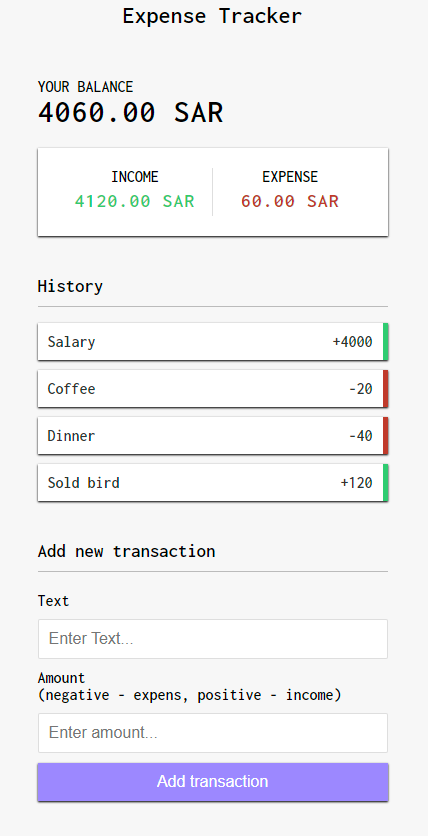 Expense Tracker
YOUR BALANCE
4060.00 SAR
INCOME EXPENSE
4120.00 SAR 60.00 SAR
History
Salary +4000
Coffee -20
Dinner -40
Sold bird +120
Add new transaction
Text
Enter Text...
Amount
(negative - expens, positive - income)
Enter amount...
Add transaction